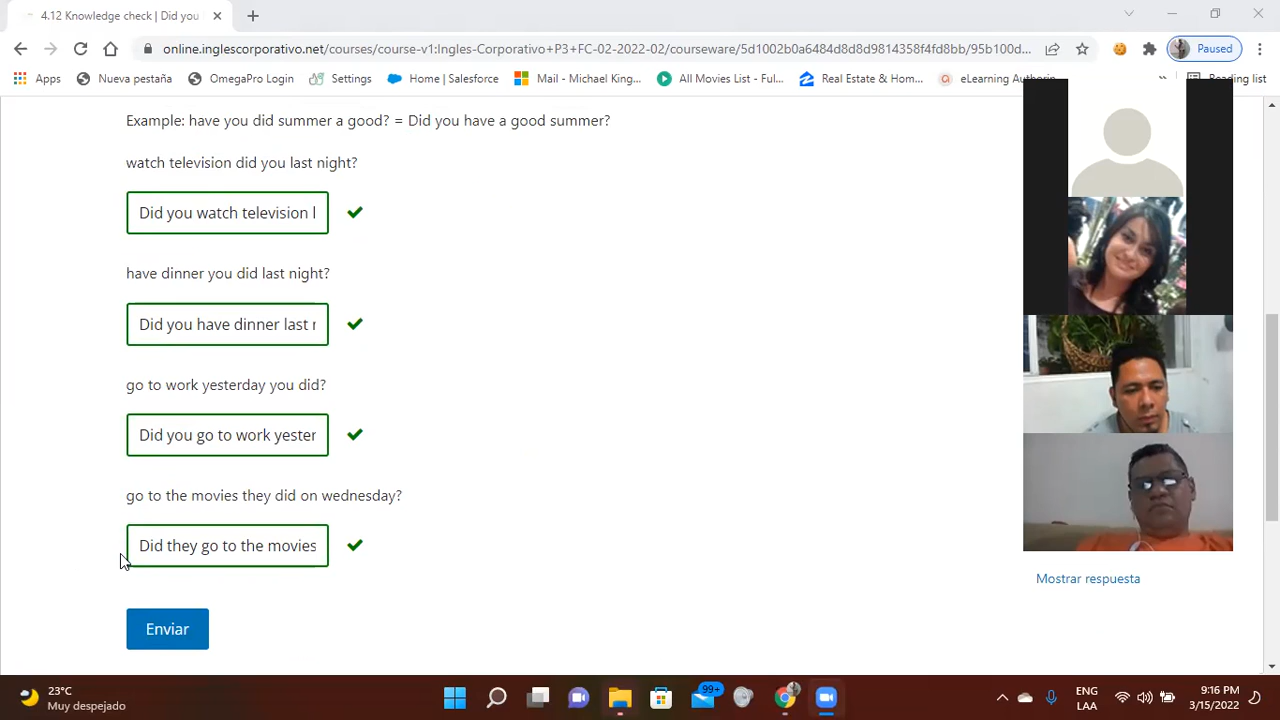 4.12 Knowledge check | Did you
online.inglescorporativo.net/courses/course-v1:Ingles-Corporativo+P3+FC-02-2022-02/courseware/5d1002b0a6484d8d8d9814358f4fd8bb/95b100d...
Paused
Apps
Nueva pestaña
OmegaPro Login
Settings
Home | Salesforce
Mail - Michael King...
All Movies List - Ful...
Real Estate & Hom...
eLearning Authorin
»
Reading list
Example: have you did summer a good? = Did you have a good summer?
watch television did you last night?
Did you watch television l
have dinner you did last night?
Did you have dinner last r
go to work yesterday you did?
Did you go to work yester
go to the movies they did on wednesday?
Did they go to the movies
Mostrar respuesta
Enviar
23°C
Muy despejado
99+
ENG
LAA
9:16 PM
3/15/2022